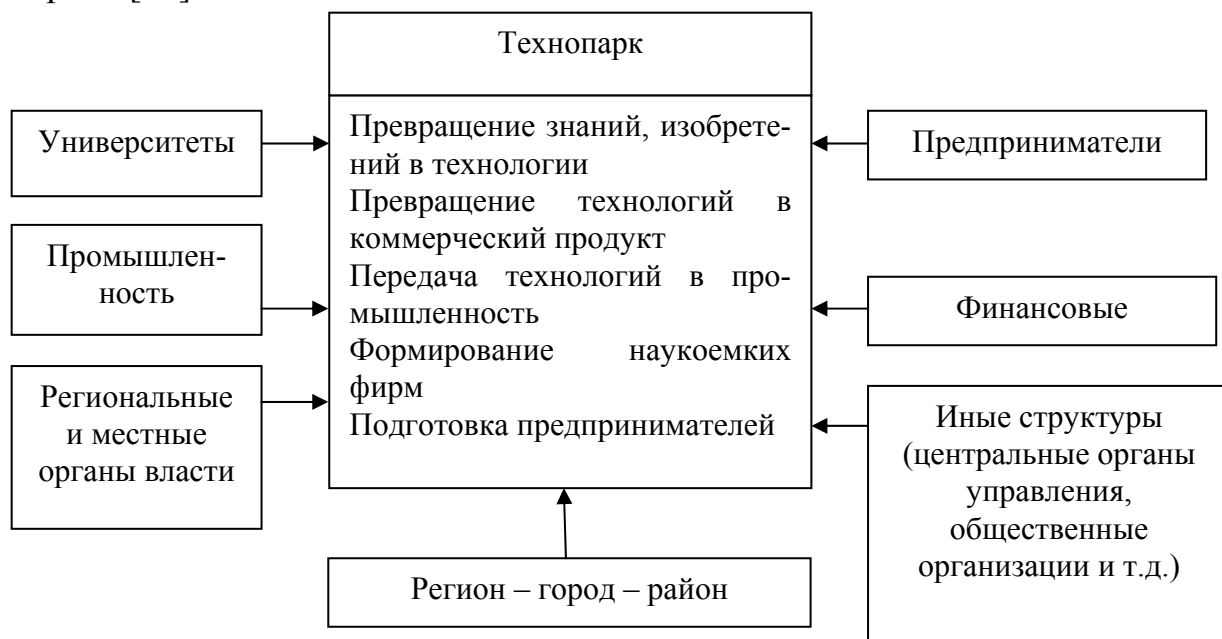 Технопарк
Университеты
Промышлен-
ность
Региональные
и местные
органы власти
Превращение знаний, изобрете-
ний в технологии
Превращение технологий в
коммерческий продукт
Передача технологий в про-
мышленность
Формирование наукоемких
фирм
Подготовка предпринимателей
Предприниматели
Финансовые
Иные структуры
(центральные органы
управления,
общественные
организации и т.д.)
Регион – город – район